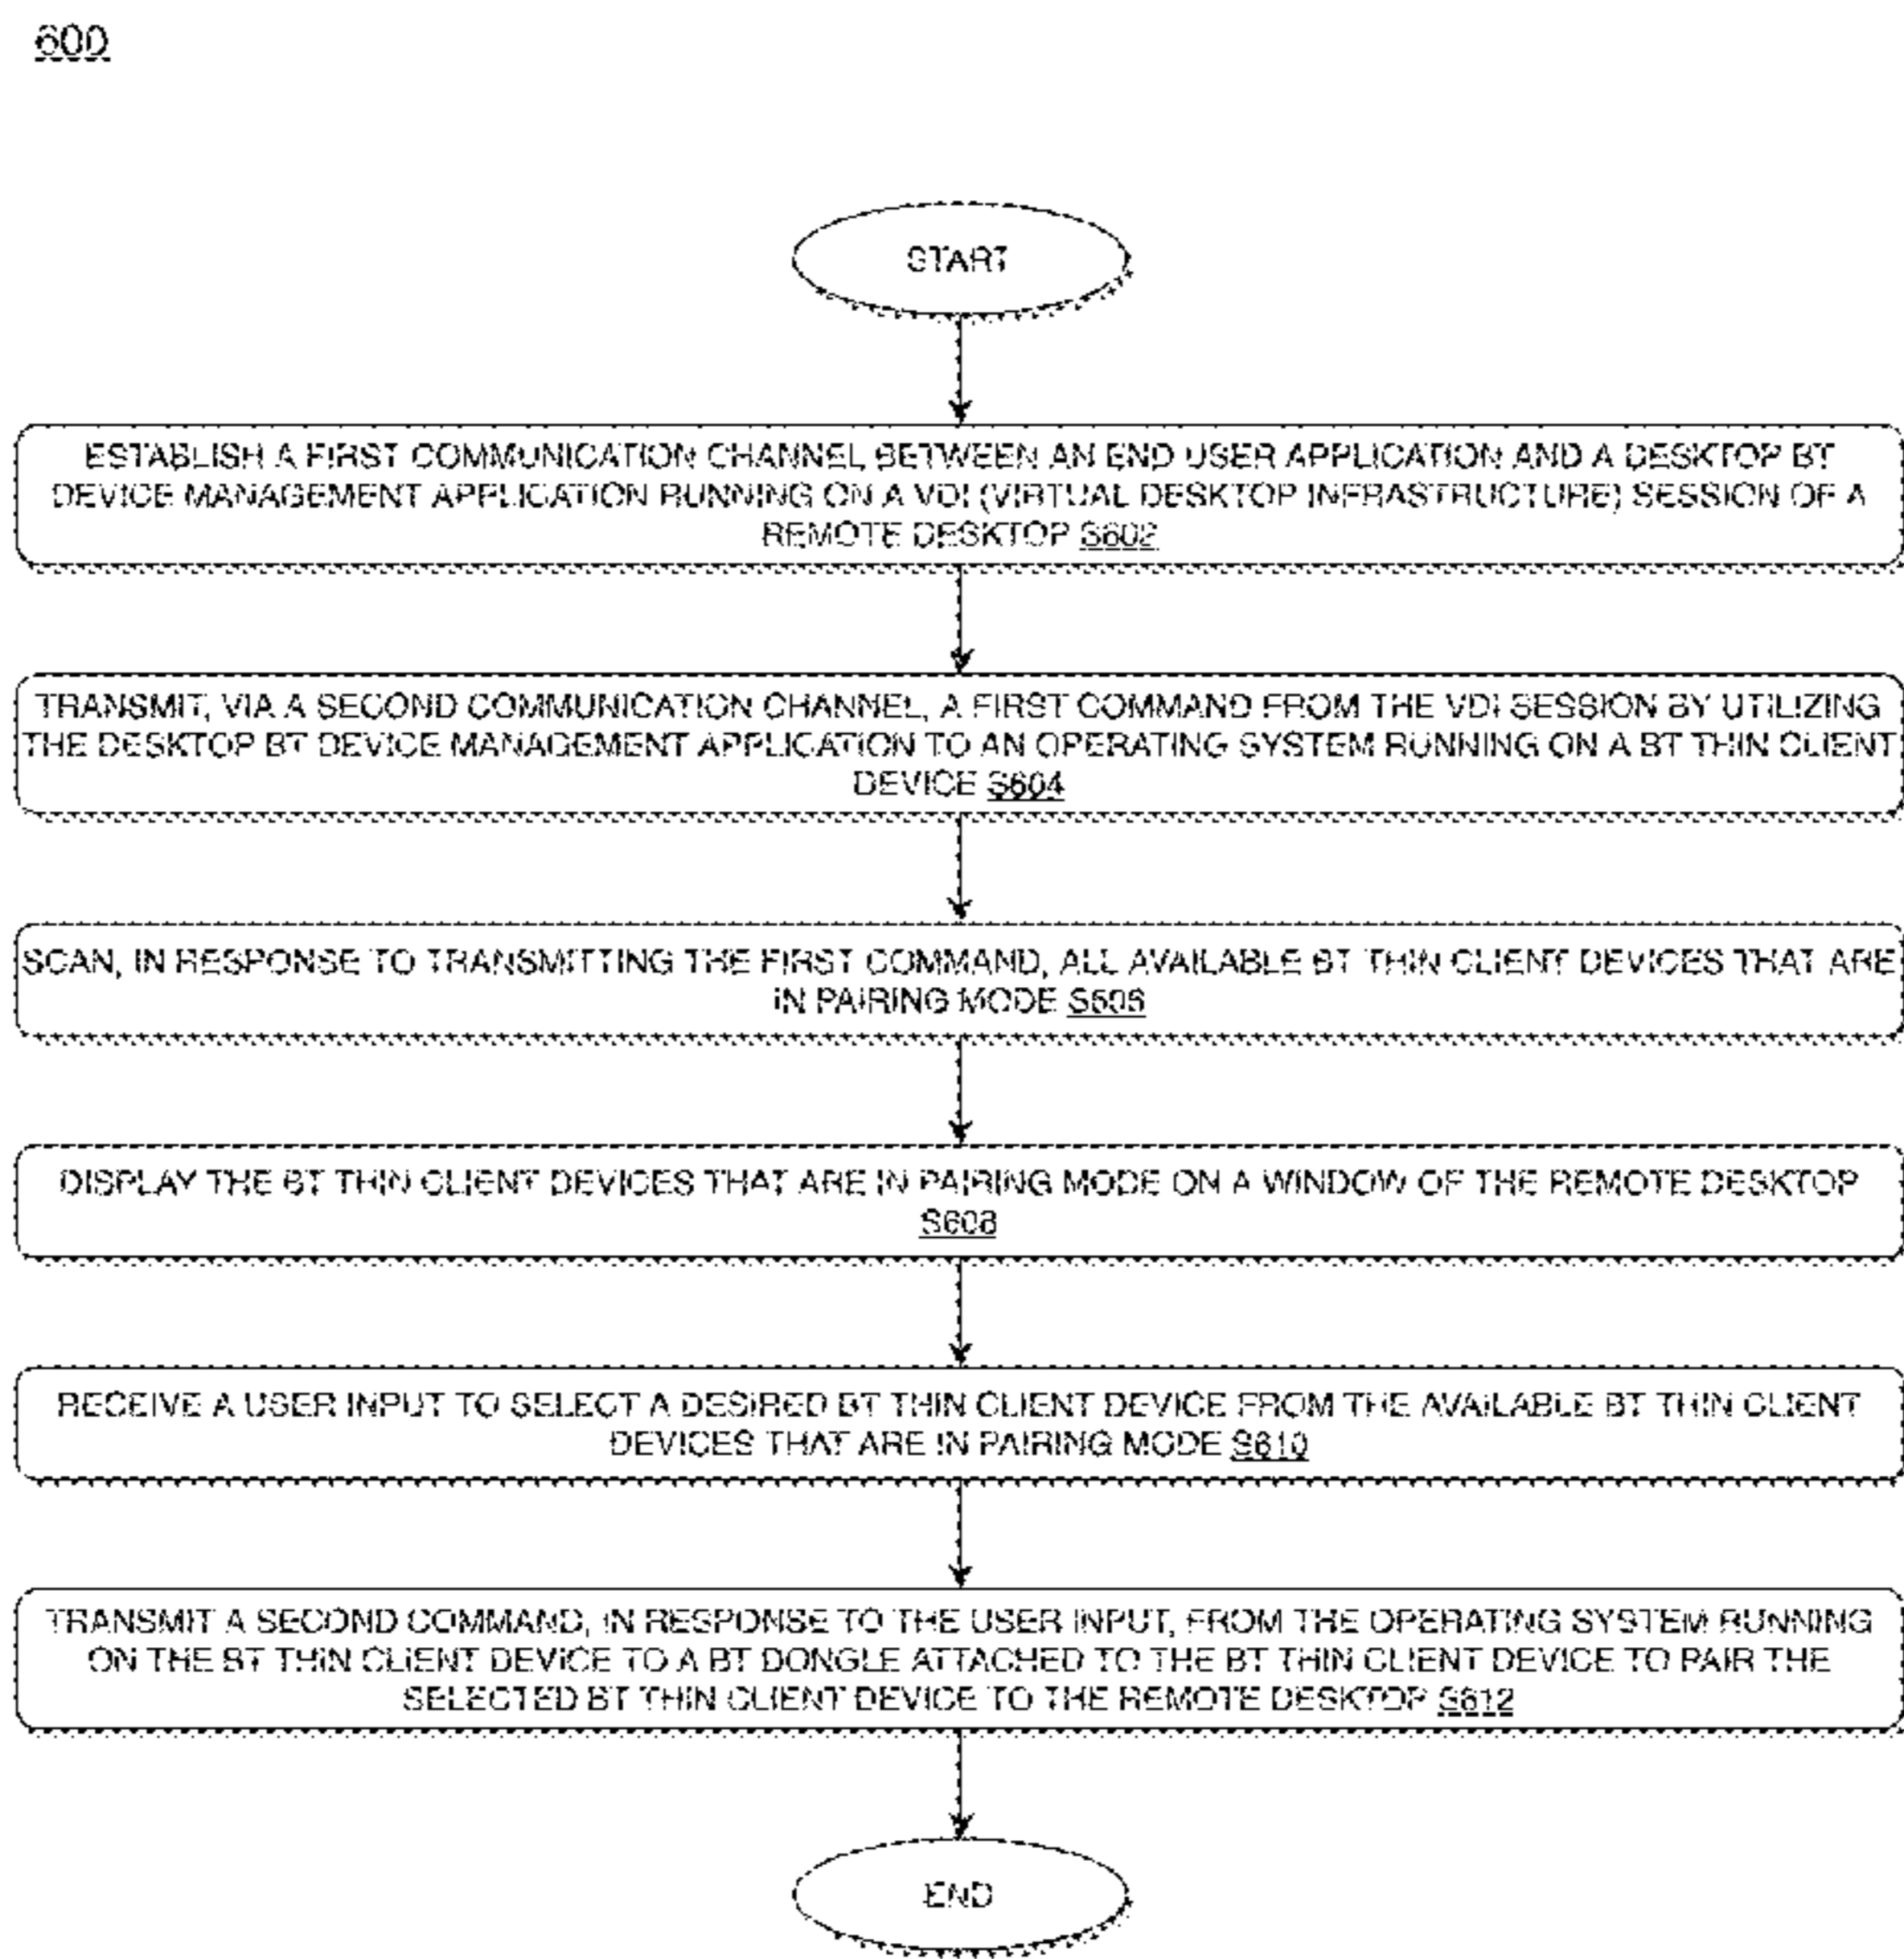 600
START
ESTABLISH A FIRST COMMUNICATION CHANNEL BETWEEN AN END USER APPLICATION AND A DESKTOP BT
DEVICE MANAGEMENT APPLICATION RUNNING ON A VDI (VIRTUAL DESKTOP INFRASTRUCTURE) SESSION OF A
REMOTE DESKTOP S602
TRANSMIT, VIA A SECOND COMMUNICATION CHANNEL, A FIRST COMMAND FROM THE VDI SESSION BY UTILIZING
THE DESKTOP BT DEVICE MANAGEMENT APPLICATION TO AN OPERATING SYSTEM RUNNING ON A BT THIN CLIENT
DEVICE S604
SCAN, IN RESPONSE TO TRANSMITTING THE FIRST COMMAND, ALL AVAILABLE BT THIN CLIENT DEVICES THAT ARE
IN PAIRING MODE S606
DISPLAY THE BT THIN CLIENT DEVICES THAT ARE IN PAIRING MODE ON A WINDOW OF THE REMOTE DESKTOP
S608
RECEIVE A USER INPUT TO SELECT A DESIRED BT THIN CLIENT DEVICE FROM THE AVAILABLE BT THIN CLIENT
DEVICES THAT ARE IN PAIRING MODE S610
TRANSMIT A SECOND COMMAND, IN RESPONSE TO THE USER INPUT, FROM THE OPERATING SYSTEM RUNNING
ON THE BT THIN CLIENT DEVICE TO A BT DONGLE ATTACHED TO THE BT THIN CLIENT DEVICE TO PAIR THE
SELECTED BT THIN CLIENT DEVICE TO THE REMOTE DESKTOP S612
END